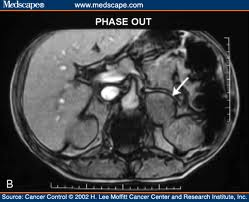 Medscape® www.medscape.com
PHASE OUT
B
Source: Cancer Control © 2002 H. Lee Moffitt Cancer Center and Research Institute, Inc.